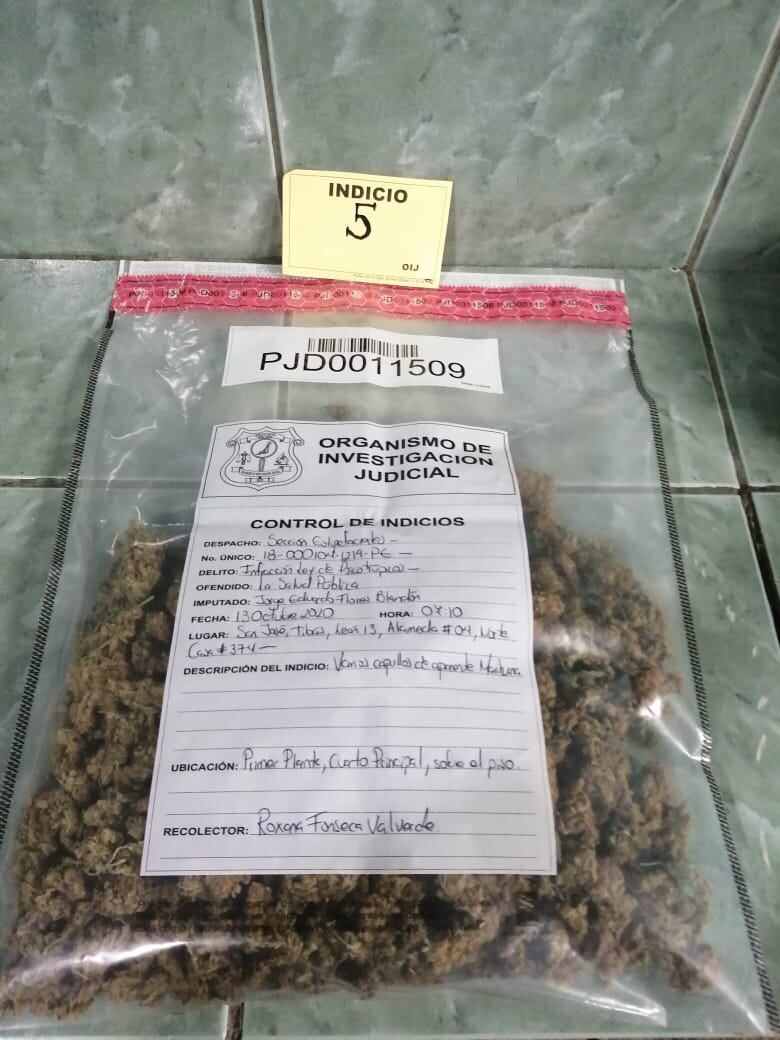 INDICIO
5
OIJ
PJD0011509
ORGANISMO DE
INVESTIGACION
JUDICIAL
CONTROL DE INDICIOS
DESPACHO: Sección Estupefacientes -
No. ÚNICO: 18-000104-1219-PE -
DELITO: Infracción Ley de Psicotrópicos -
OFENDIDO: La Salud Pública
IMPUTADO: Jorge Eduardo Flores Blandón
FECHA: 13 Octubre 2020 HORA: 07:10
LUGAR: San José, Tibás, León 13, Alameda #04, Norte
Casa #374 -
DESCRIPCIÓN DEL INDICIO: Varios capullos de aparente
UBICACIÓN: Primer Planta, Cuarto Principal, sobre el piso.
RECOLECTOR: Roxana Fonseca Valverde.